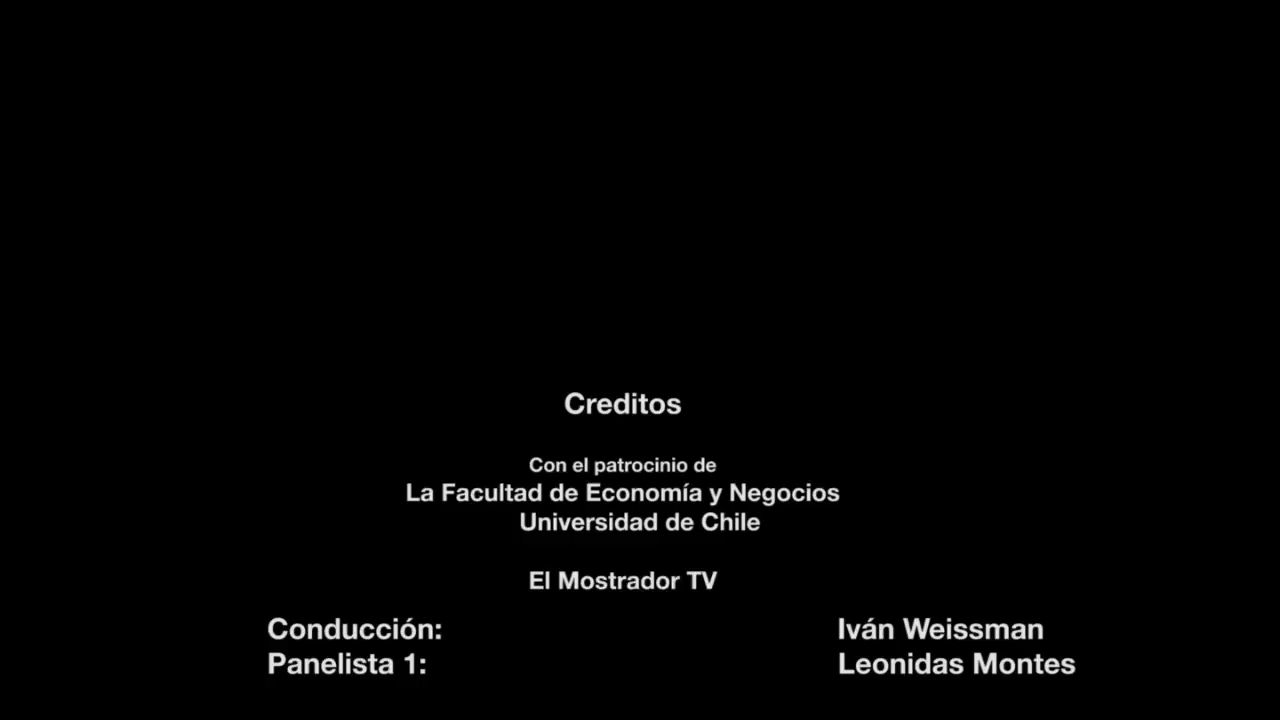 Creditos
Con el patrocinio de
La Facultad de Economía y Negocios
Universidad de Chile
El Mostrador TV
Conducción: Iván Weissman
Panelista 1: Leonidas Montes